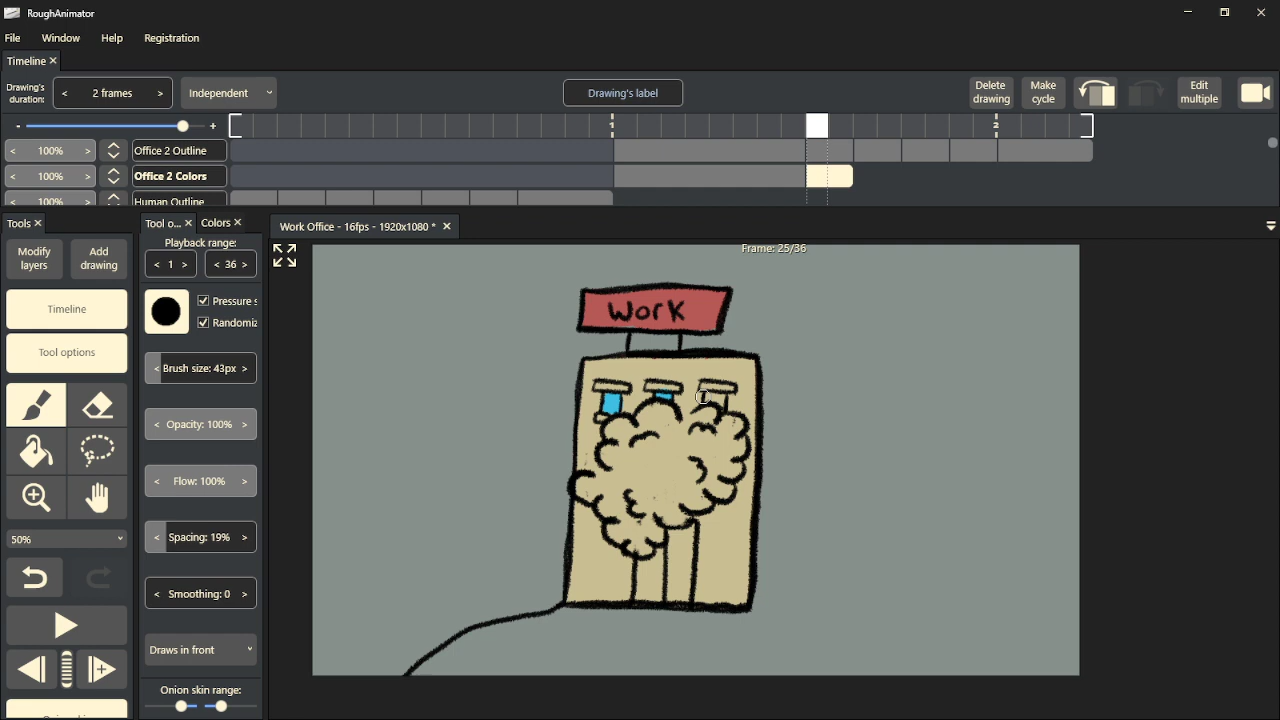 RoughAnimator
File Window Help Registration
Timeline
Drawing's duration: < 2 frames > Independent Drawing's label Delete drawing Make cycle Edit multiple
- +
1 2
< 100% > Office 2 Outline
< 100% > Office 2 Colors
< 100% > Human Outline
Tools Tool o... Colors Work Office - 16fps - 1920x1080 *
Modify layers Add drawing
Timeline
Tool options
50%
Playback range:
< 1 > < 36 >
Pressure s
Randomiz
< Brush size: 43px >
< Opacity: 100% >
< Flow: 100% >
< Spacing: 19% >
< Smoothing: 0 >
Draws in front
Onion skin range:
Frame: 25/36
Work